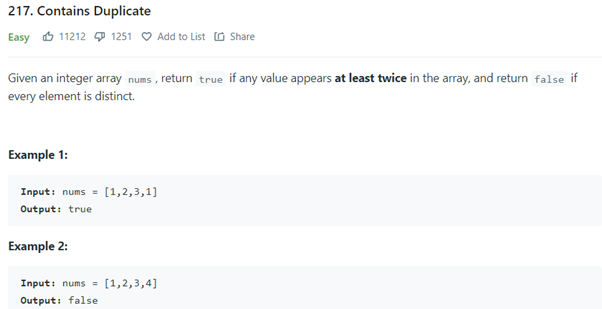 217. Contains Duplicate
Easy 11212 1251 Add to List Share
Given an integer array nums, return true if any value appears at least twice in the array, and return false if
every element is distinct.
Example 1:
Input: nums = [1,2,3,1]
Output: true
Example 2:
Input: nums = [1,2,3,4]
Output: false